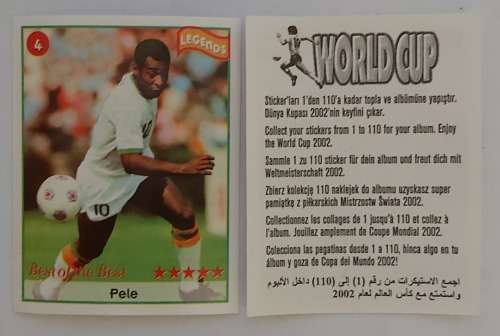 4
LEGENDS
10
10
Best of the Best
Pele
WORLD CUP
Sticker'ları 1'den 110'a kadar topla ve albümüne yapıştır.
Dünya Kupası 2002'nin keyfini çıkar.
Collect your stickers from 1 to 110 for your album. Enjoy
the World Cup 2002.
Sammle 1 zu 110 sticker für dein album und freut dich mit
Weltmeisterschaft 2002.
Zbierz kolekcję 110 naklejek do albumu uzyskasz super
pamiątkę z piłkarskich Mistrzostw Świata 2002.
Collectionnez les collages de 1 jusqu'à 110 et collez à
l'album. Jouizlez amplement de Coupe Mondial 2002.
Colecciona las pegatinas desde 1 a 110, hinca algo en tu
álbum y goza de Copa del Mundo 2002!
اجمع الاستيكرات من رقم (1) إلى (110) داخل الألبوم
واستمتع مع كأس العالم لعام 2002